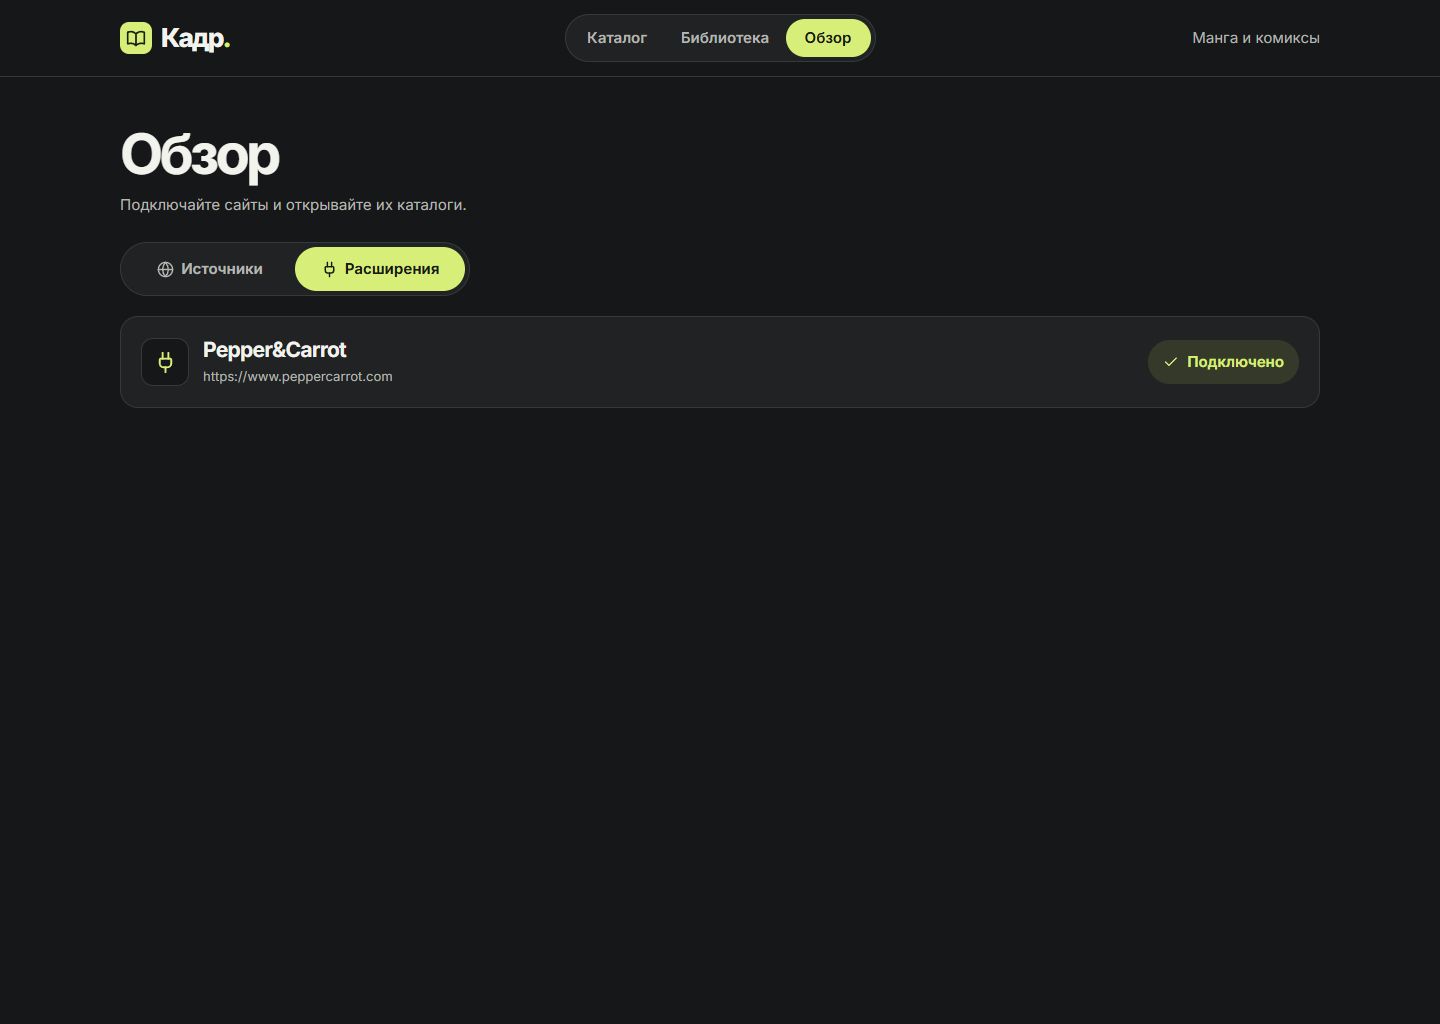 Кадр.
Каталог
Библиотека
Обзор
Манга и комиксы
Обзор
Подключайте сайты и открывайте их каталоги.
Источники
Расширения
Pepper&Carrot
https://www.peppercarrot.com
Подключено